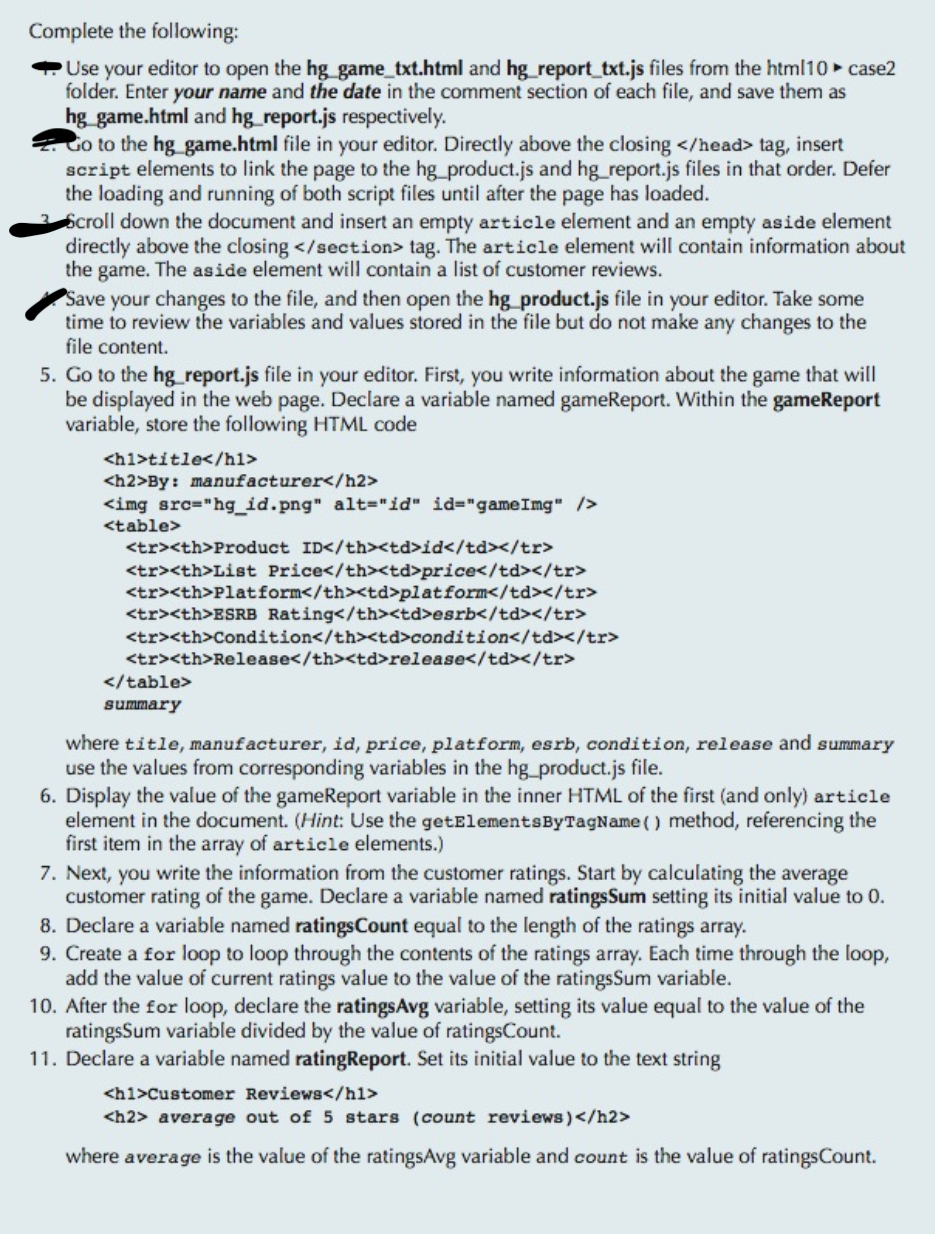 Complete the following:
Use your editor to open the hg_game_txt.html and hg_report_txt.js files from the html10 ▸ case2
folder. Enter your name and the date in the comment section of each file, and save them as
hg_game.html and hg_report.js respectively.
Go to the hg_game.html file in your editor. Directly above the closing </head> tag, insert
script elements to link the page to the hg_product.js and hg_report.js files in that order. Defer
the loading and running of both script files until after the page has loaded.
Scroll down the document and insert an empty article element and an empty aside element
directly above the closing </section> tag. The article element will contain information about
the game. The aside element will contain a list of customer reviews.
Save your changes to the file, and then open the hg_product.js file in your editor. Take some
time to review the variables and values stored in the file but do not make any changes to the
file content.
5. Go to the hg_report.js file in your editor. First, you write information about the game that will
be displayed in the web page. Declare a variable named gameReport. Within the gameReport
variable, store the following HTML code
<h1>title</h1>
<h2>By: manufacturer</h2>
<img src="hg_id.png" alt="id" id="gameImg" />
<table>
<tr><th>Product ID</th><td>id</td></tr>
<tr><th>List Price</th><td>price</td></tr>
<tr><th>Platform</th><td>platform</td></tr>
<tr><th>ESRB Rating</th><td>esrb</td></tr>
<tr><th>Condition</th><td>condition</td></tr>
<tr><th>Release</th><td>release</td></tr>
</table>
summary
where title, manufacturer, id, price, platform, esrb, condition, release and summary
use the values from corresponding variables in the hg_product.js file.
6. Display the value of the gameReport variable in the inner HTML of the first (and only) article
element in the document. (Hint: Use the getElementsByTagName() method, referencing the
first item in the array of article elements.)
7. Next, you write the information from the customer ratings. Start by calculating the average
customer rating of the game. Declare a variable named ratingsSum setting its initial value to 0.
8. Declare a variable named ratingsCount equal to the length of the ratings array.
9. Create a for loop to loop through the contents of the ratings array. Each time through the loop,
add the value of current ratings value to the value of the ratingsSum variable.
10. After the for loop, declare the ratingsAvg variable, setting its value equal to the value of the
ratingsSum variable divided by the value of ratingsCount.
11. Declare a variable named ratingReport. Set its initial value to the text string
<h1>Customer Reviews</h1>
<h2> average out of 5 stars (count reviews)</h2>
where average is the value of the ratingsAvg variable and count is the value of ratingsCount.